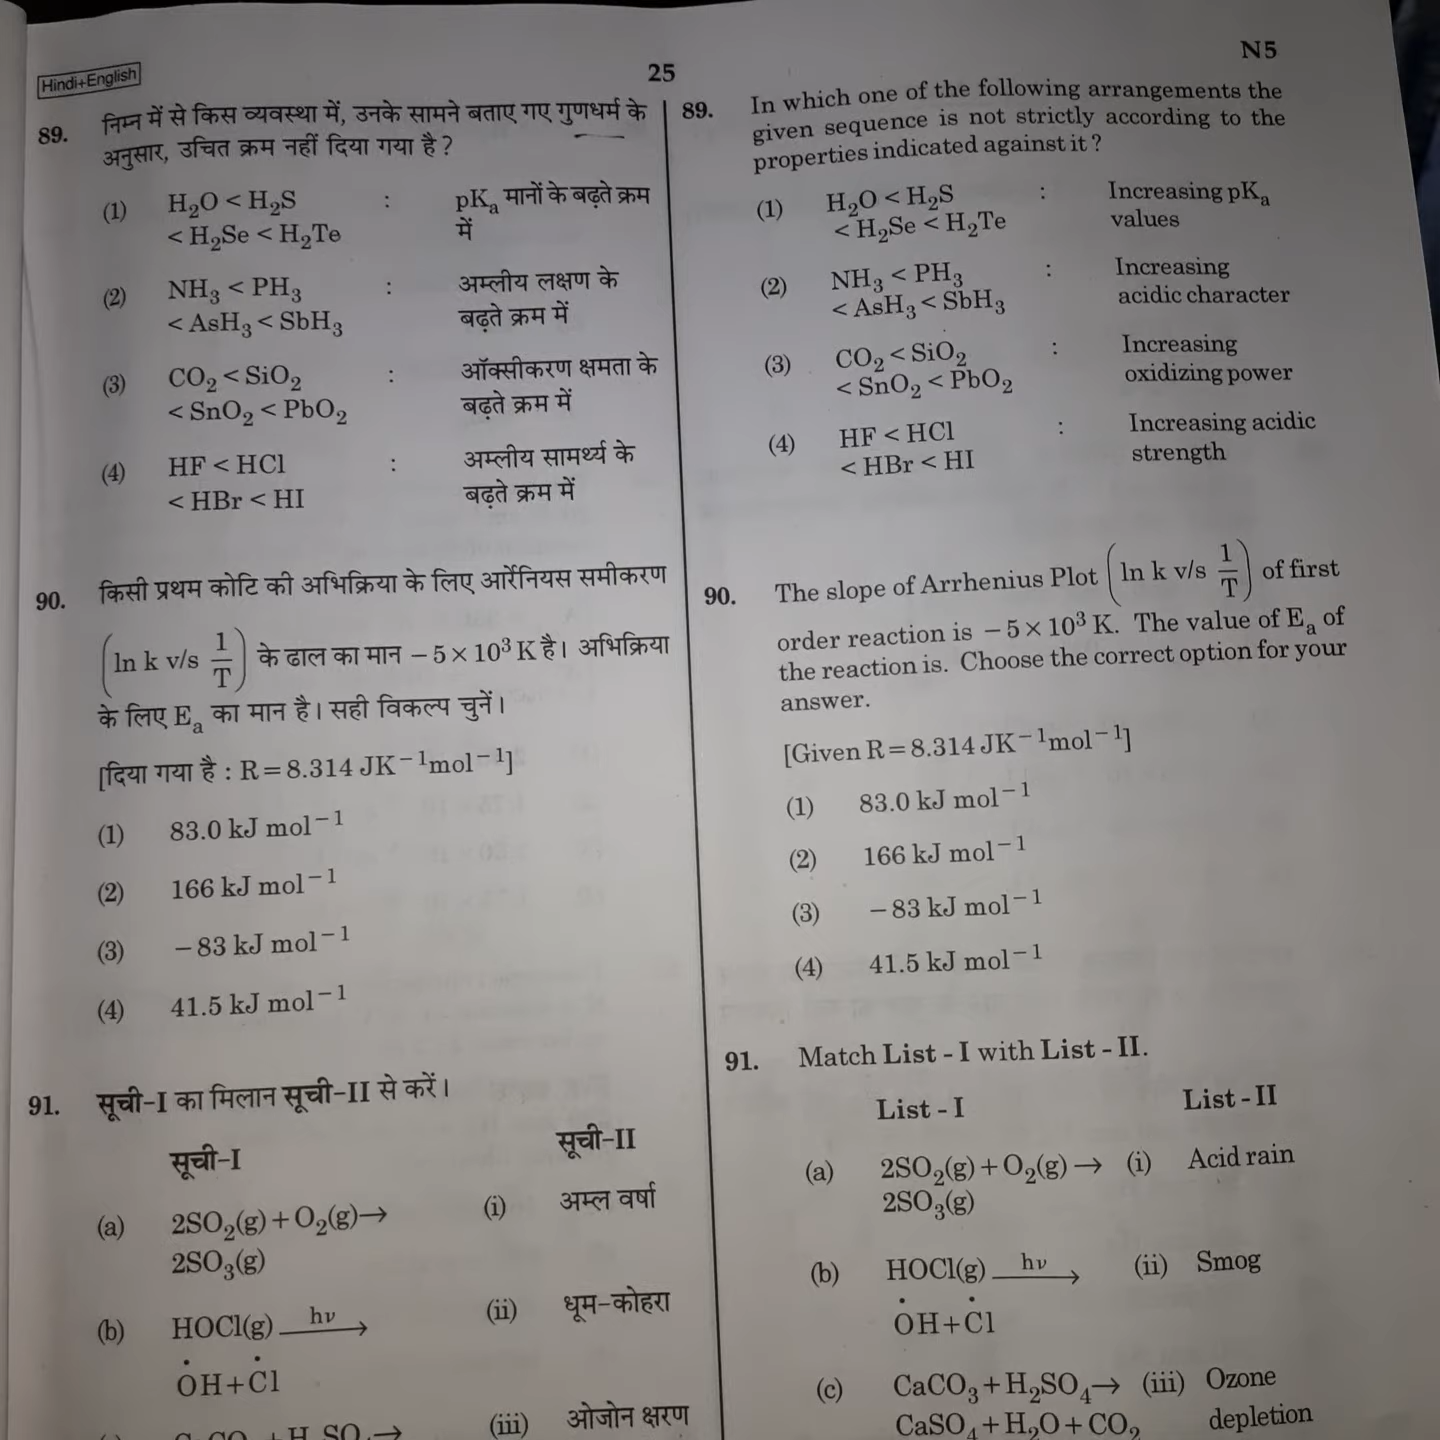 Hindi+English
25
N5
89. निम्न में से किस व्यवस्था में, उनके सामने बताए गए गुणधर्म के
अनुसार, उचित क्रम नहीं दिया गया है ?
(1) H₂O < H₂S : pKₐ मानों के बढ़ते क्रम
< H₂Se < H₂Te में
(2) NH₃ < PH₃ : अम्लीय लक्षण के
< AsH₃ < SbH₃ बढ़ते क्रम में
(3) CO₂ < SiO₂ : ऑक्सीकरण क्षमता के
< SnO₂ < PbO₂ बढ़ते क्रम में
(4) HF < HCl : अम्लीय सामर्थ्य के
< HBr < HI बढ़ते क्रम में
90. किसी प्रथम कोटि की अभिक्रिया के लिए आर्रेनियस समीकरण
(ln k v/s 1/T) के ढाल का मान – 5 × 10³ K है। अभिक्रिया
के लिए Eₐ का मान है। सही विकल्प चुनें।
[दिया गया है : R = 8.314 JK⁻¹mol⁻¹]
(1) 83.0 kJ mol⁻¹
(2) 166 kJ mol⁻¹
(3) – 83 kJ mol⁻¹
(4) 41.5 kJ mol⁻¹
91. सूची-I का मिलान सूची-II से करें।
सूची-I सूची-II
(a) 2SO₂(g) + O₂(g) → (i) अम्ल वर्षा
2SO₃(g)
(b) HOCl(g) —hν→ (ii) धूम-कोहरा
ȮH + Cl̇
(iii) ओजोन क्षरण
89. In which one of the following arrangements the
given sequence is not strictly according to the
properties indicated against it ?
(1) H₂O < H₂S : Increasing pKₐ
< H₂Se < H₂Te values
(2) NH₃ < PH₃ : Increasing
< AsH₃ < SbH₃ acidic character
(3) CO₂ < SiO₂ : Increasing
< SnO₂ < PbO₂ oxidizing power
(4) HF < HCl : Increasing acidic
< HBr < HI strength
90. The slope of Arrhenius Plot (ln k v/s 1/T) of first
order reaction is – 5 × 10³ K. The value of Eₐ of
the reaction is. Choose the correct option for your
answer.
[Given R = 8.314 JK⁻¹mol⁻¹]
(1) 83.0 kJ mol⁻¹
(2) 166 kJ mol⁻¹
(3) – 83 kJ mol⁻¹
(4) 41.5 kJ mol⁻¹
91. Match List - I with List - II.
List - I List - II
(a) 2SO₂(g) + O₂(g) → (i) Acid rain
2SO₃(g)
(b) HOCl(g) —hν→ (ii) Smog
ȮH + Cl̇
(c) CaCO₃ + H₂SO₄ → (iii) Ozone
CaSO₄ + H₂O + CO₂ depletion